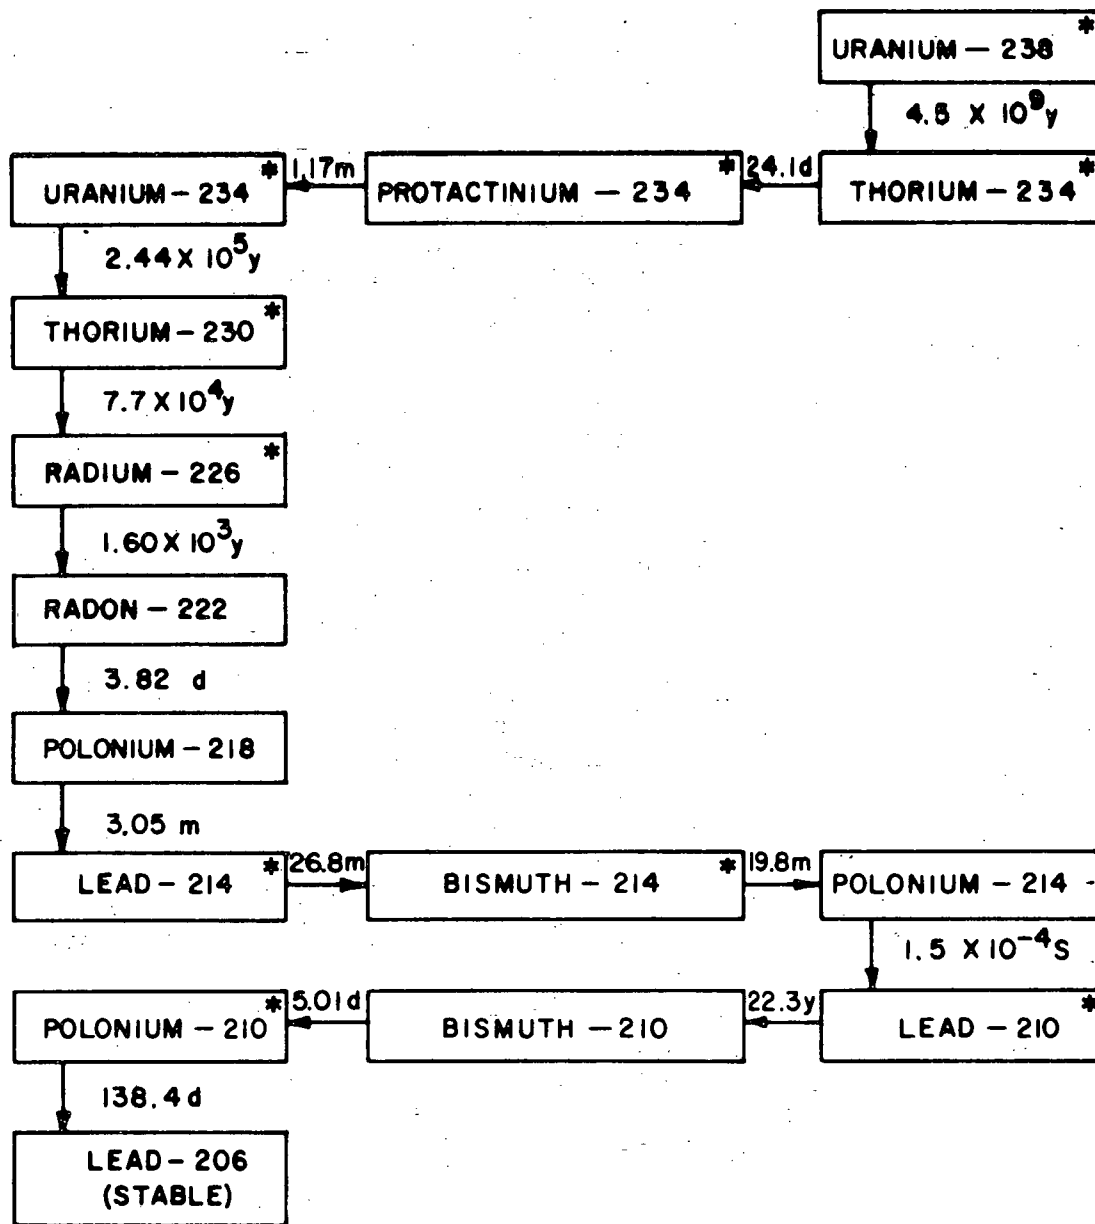 URANIUM — 238 *
4.5 X 10⁹y
URANIUM — 234 *
1.17m
PROTACTINIUM — 234 *
24.1d
THORIUM — 234 *
2.44 X 10⁵y
THORIUM — 230 *
7.7 X 10⁴y
RADIUM — 226 *
1.60 X 10³y
RADON — 222
3.82 d
POLONIUM — 218
3.05 m
LEAD — 214 *
26.8m
BISMUTH — 214 *
19.8m
POLONIUM — 214
1.5 X 10⁻⁴S
POLONIUM — 210 *
5.01d
BISMUTH — 210
22.3y
LEAD — 210 *
138.4d
LEAD — 206
(STABLE)